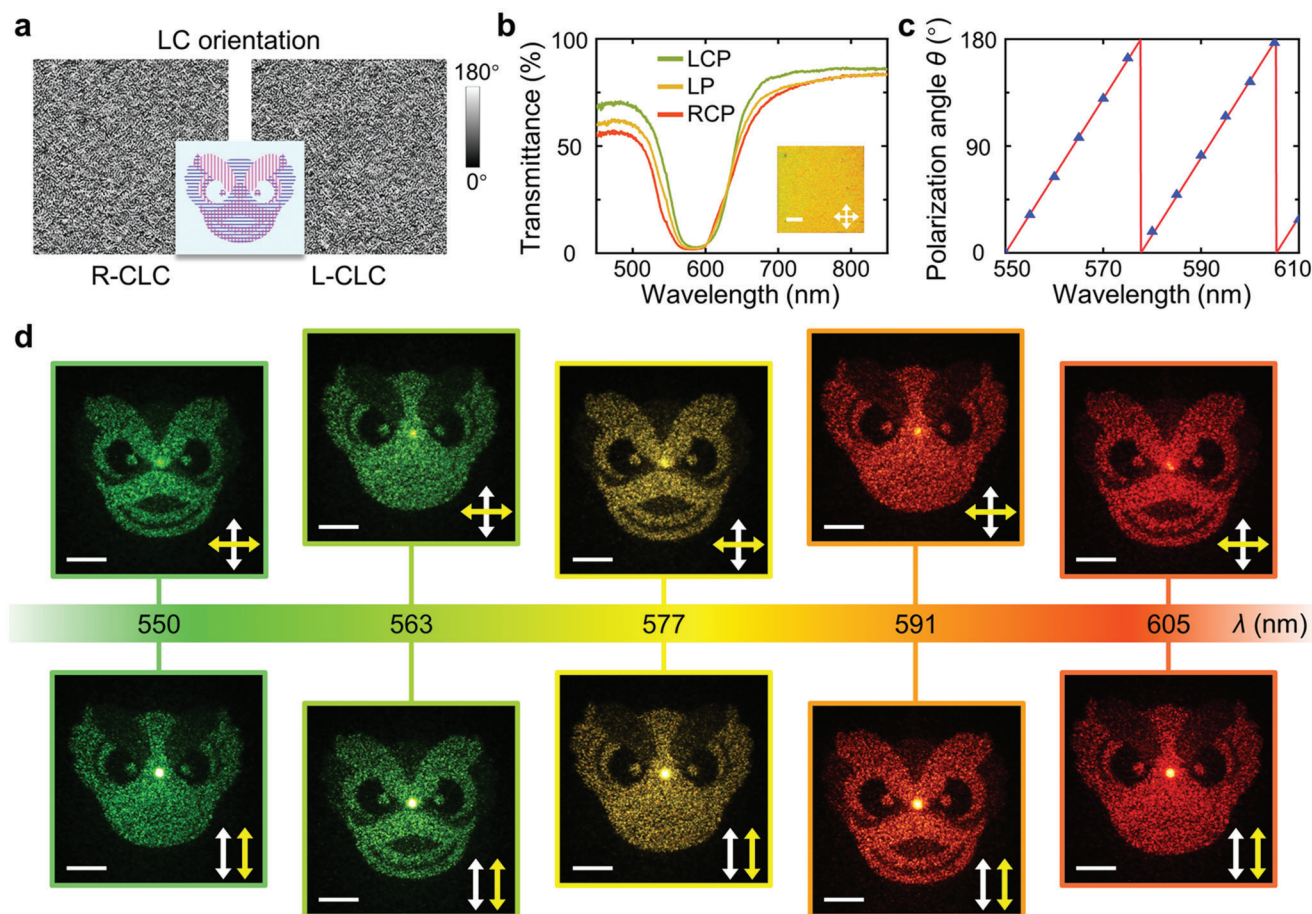 a
LC orientation
180°
0°
R-CLC
L-CLC
b
100
50
0
Transmittance (%)
LCP
LP
RCP
500
600
700
800
Wavelength (nm)
c
180
90
0
Polarization angle θ (°)
550
570
590
610
Wavelength (nm)
d
550
563
577
591
605
λ (nm)